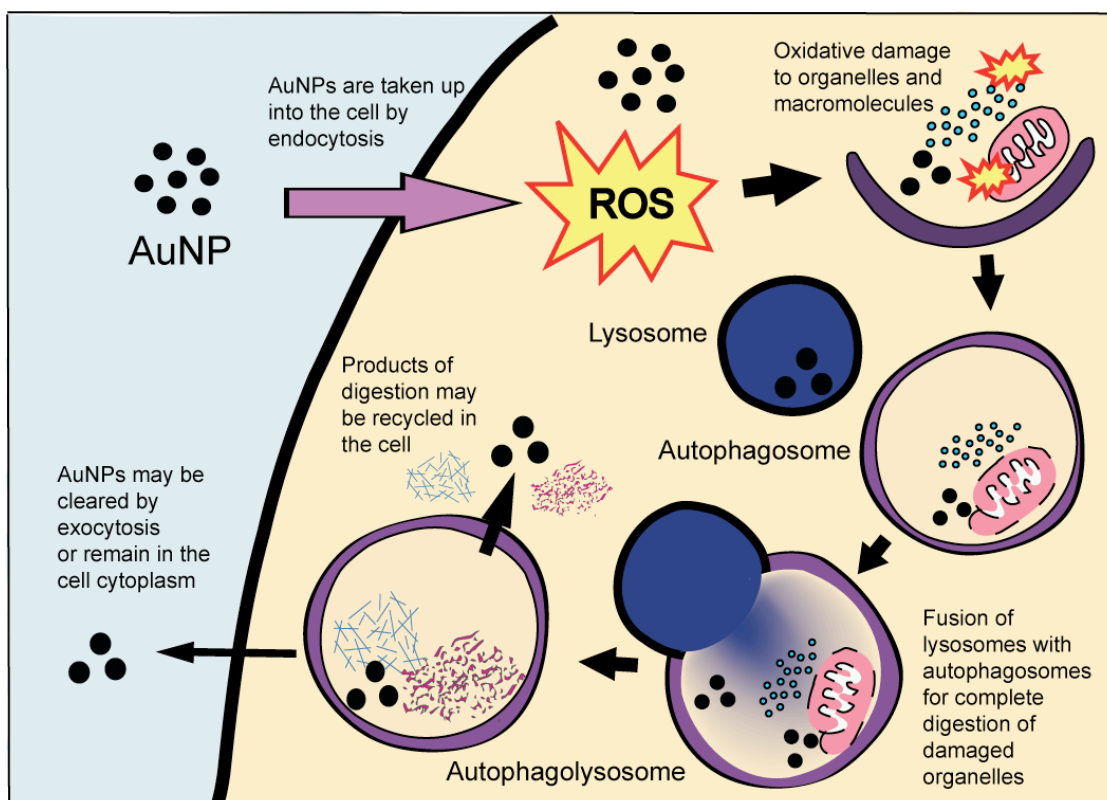 AuNPs are taken up
into the cell by
endocytosis
AuNP
ROS
Oxidative damage
to organelles and
macromolecules
Lysosome
Autophagosome
Products of
digestion may
be recycled in
the cell
AuNPs may be
cleared by
exocytosis
or remain in the
cell cytoplasm
Fusion of
lysosomes with
autophagosomes
for complete
digestion of
damaged
organelles
Autophagolysosome